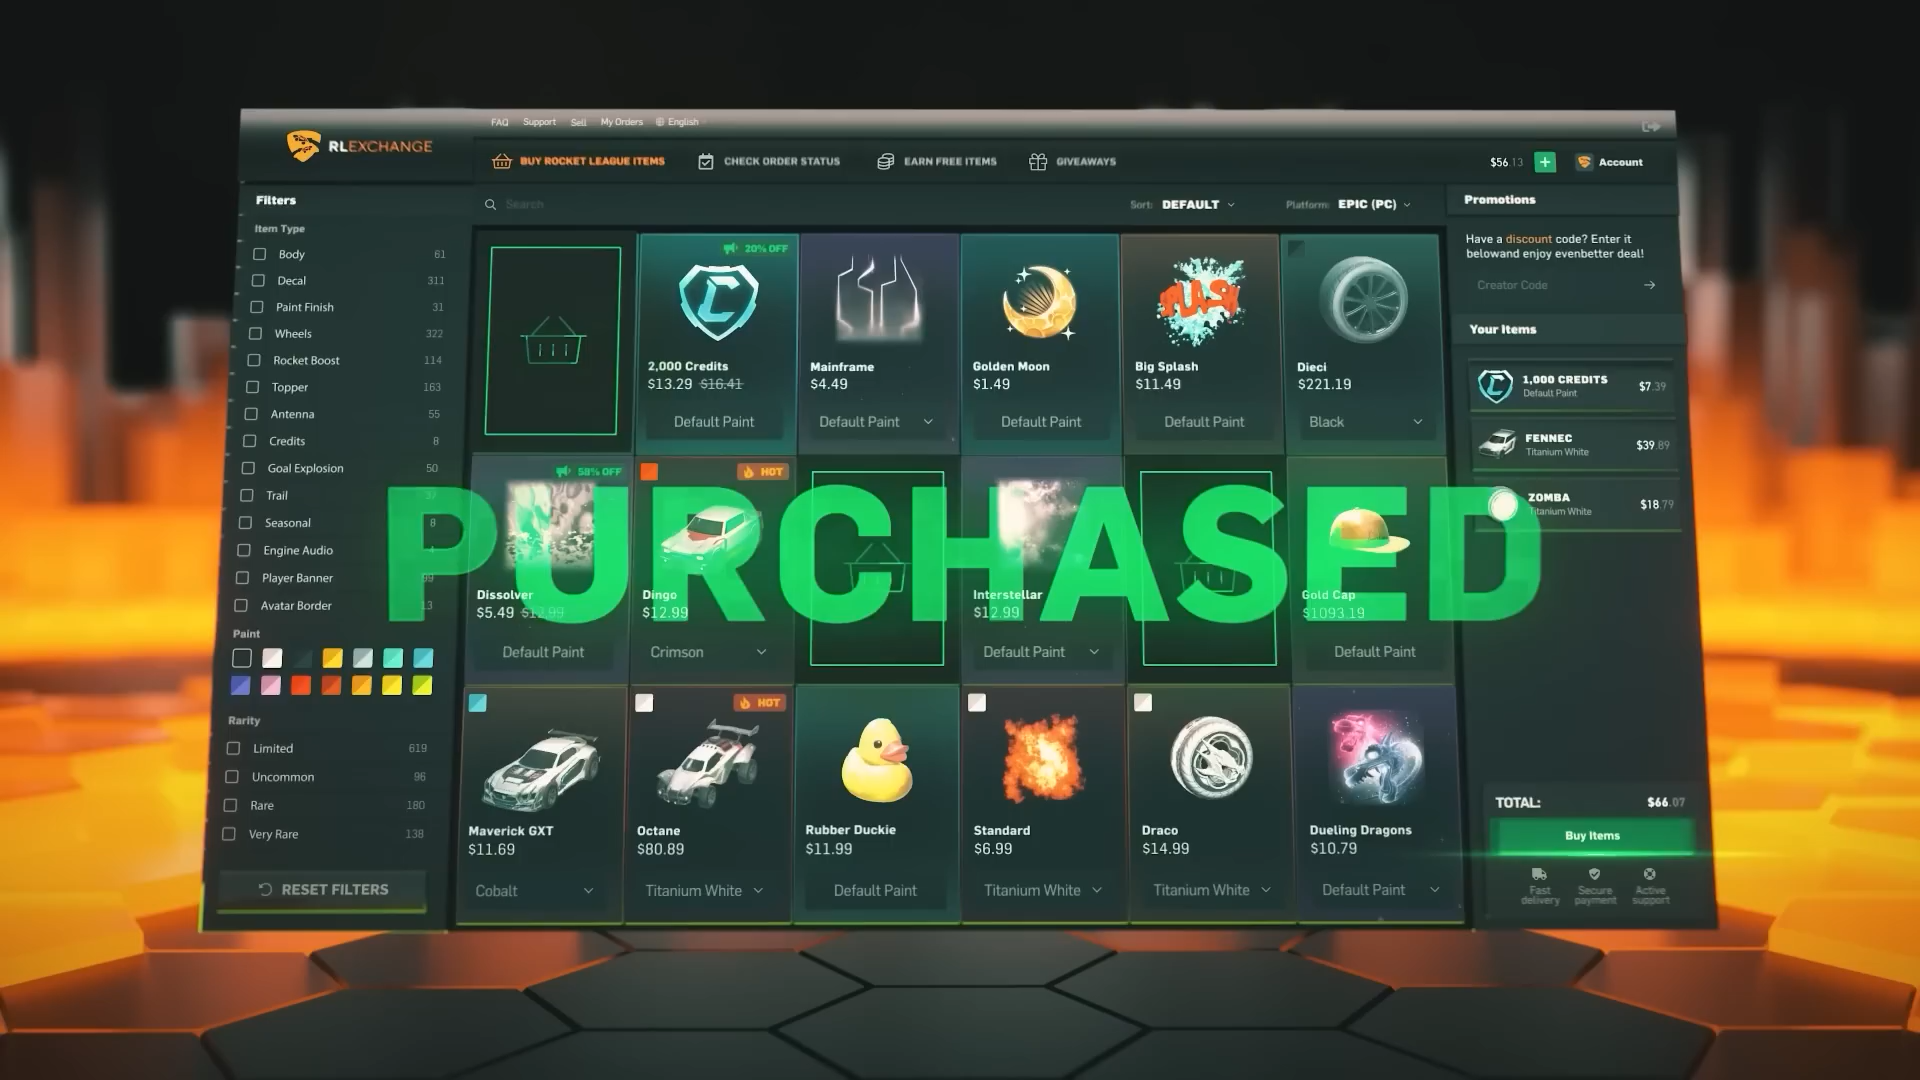 FAQ Support Sell My Orders English
RLEXCHANGE
BUY ROCKET LEAGUE ITEMS
CHECK ORDER STATUS
EARN FREE ITEMS
GIVEAWAYS
$56.13
+
Account
Filters
Search
Sort: DEFAULT
Platform: EPIC (PC)
Promotions
Item Type
Body 61
Decal 311
Paint Finish 31
Wheels 322
Rocket Boost 114
Topper 163
Antenna 55
Credits 8
Goal Explosion 50
Trail
Seasonal 8
Engine Audio 4
Player Banner 99
Avatar Border 13
Paint
Rarity
Limited 619
Uncommon 96
Rare 180
Very Rare 138
RESET FILTERS
20% OFF
2,000 Credits
$13.29 $16.41
Default Paint
Mainframe
$4.49
Default Paint
Golden Moon
$1.49
Default Paint
SPLASH
Big Splash
$11.49
Default Paint
Dieci
$221.19
Black
58% OFF
Dissolver
$5.49 $12.99
Default Paint
HOT
Dingo
$12.99
Crimson
Interstellar
$12.99
Default Paint
Gold Cap
$1093.19
Default Paint
PURCHASED
Maverick GXT
$11.69
Cobalt
HOT
Octane
$80.89
Titanium White
Rubber Duckie
$11.99
Default Paint
Standard
$6.99
Titanium White
Draco
$14.99
Titanium White
Dueling Dragons
$10.79
Default Paint
Have a discount code? Enter it
belowand enjoy evenbetter deal!
Creator Code
Your Items
1,000 CREDITS
Default Paint
$7.39
FENNEC
Titanium White
$39.89
ZOMBA
Titanium White
$18.79
TOTAL: $66.07
Buy Items
Fast
delivery
Secure
payment
Active
support